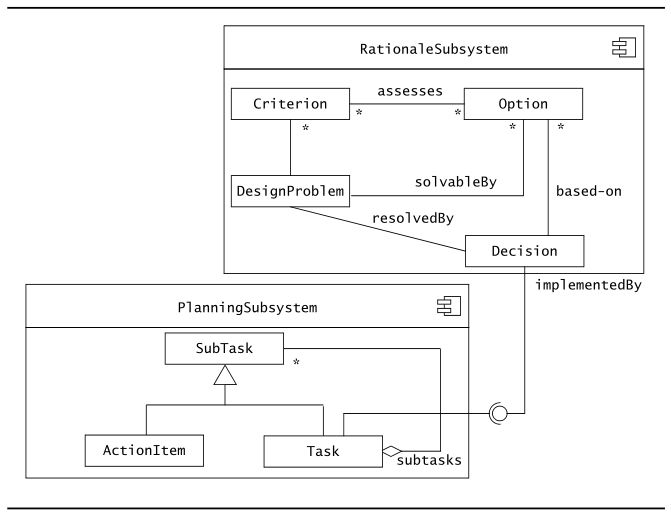 RationaleSubsystem
assesses
Criterion
Option
*
*
*
*
*
solvableBy
DesignProblem
based-on
resolvedBy
Decision
implementedBy
PlanningSubsystem
SubTask
*
ActionItem
Task
subtasks